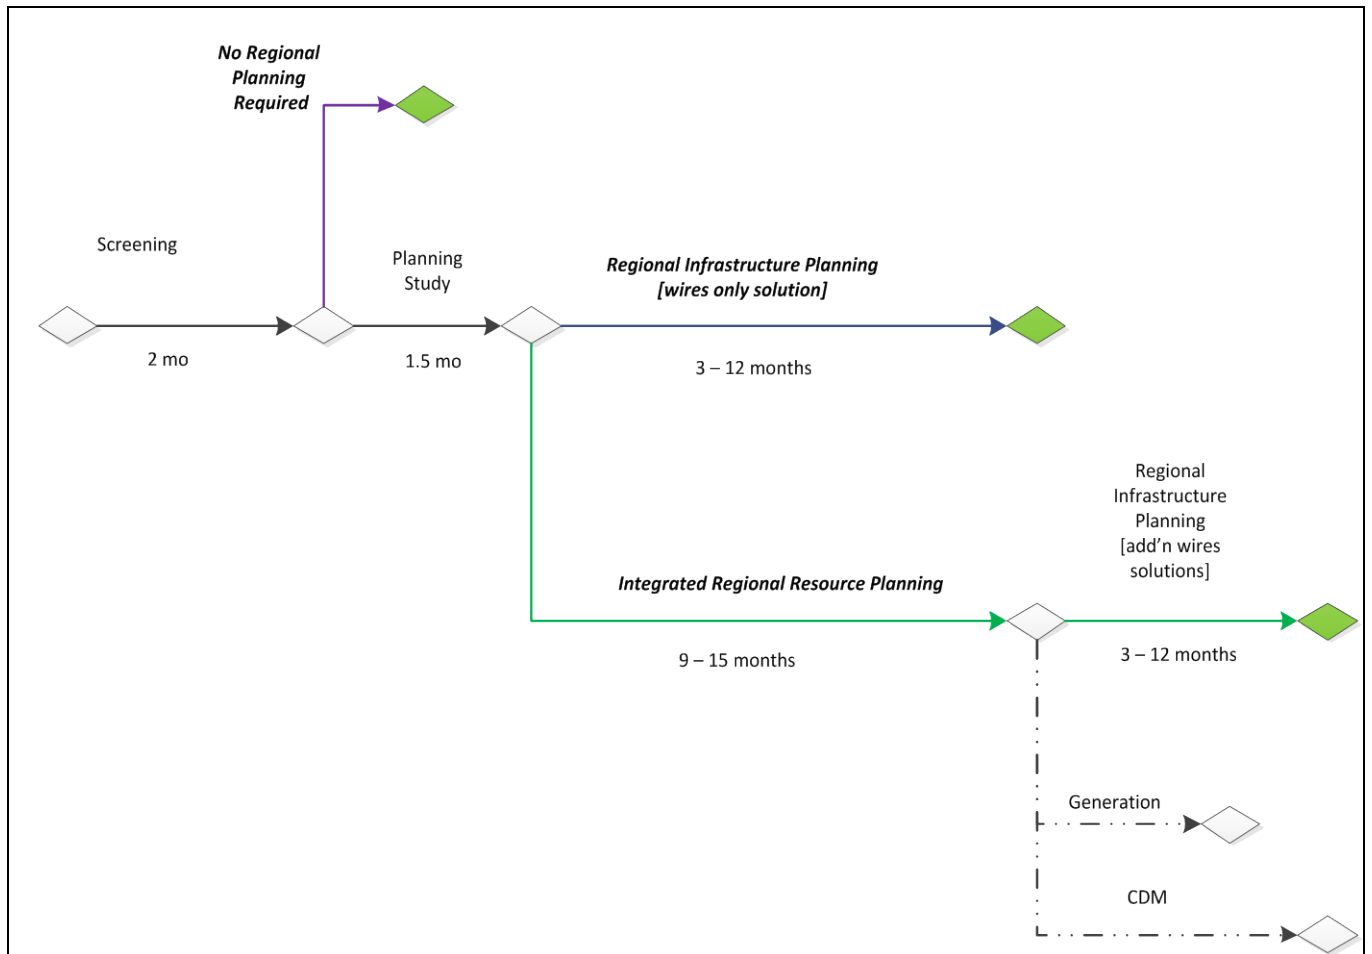 No Regional
Planning
Required
Screening
Planning
Study
Regional Infrastructure Planning
[wires only solution]
2 mo
1.5 mo
3 – 12 months
Regional
Infrastructure
Planning
[add'n wires
solutions]
Integrated Regional Resource Planning
9 – 15 months
3 – 12 months
Generation
CDM